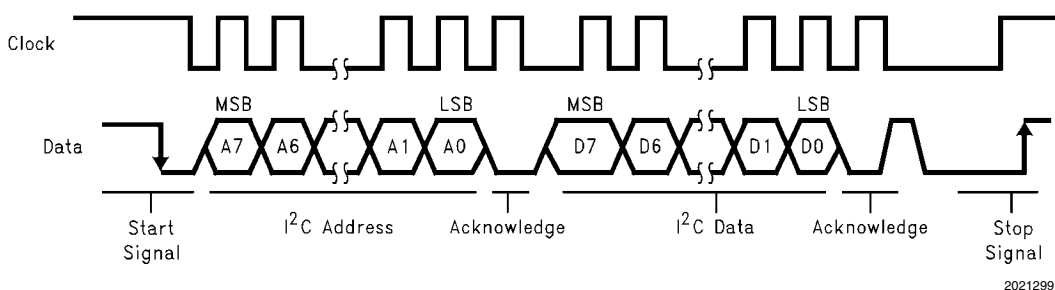 Clock
MSB LSB MSB LSB
Data A7 A6 A1 A0 D7 D6 D1 D0
Start Signal
I²C Address
Acknowledge
I²C Data
Acknowledge
Stop Signal
2021299